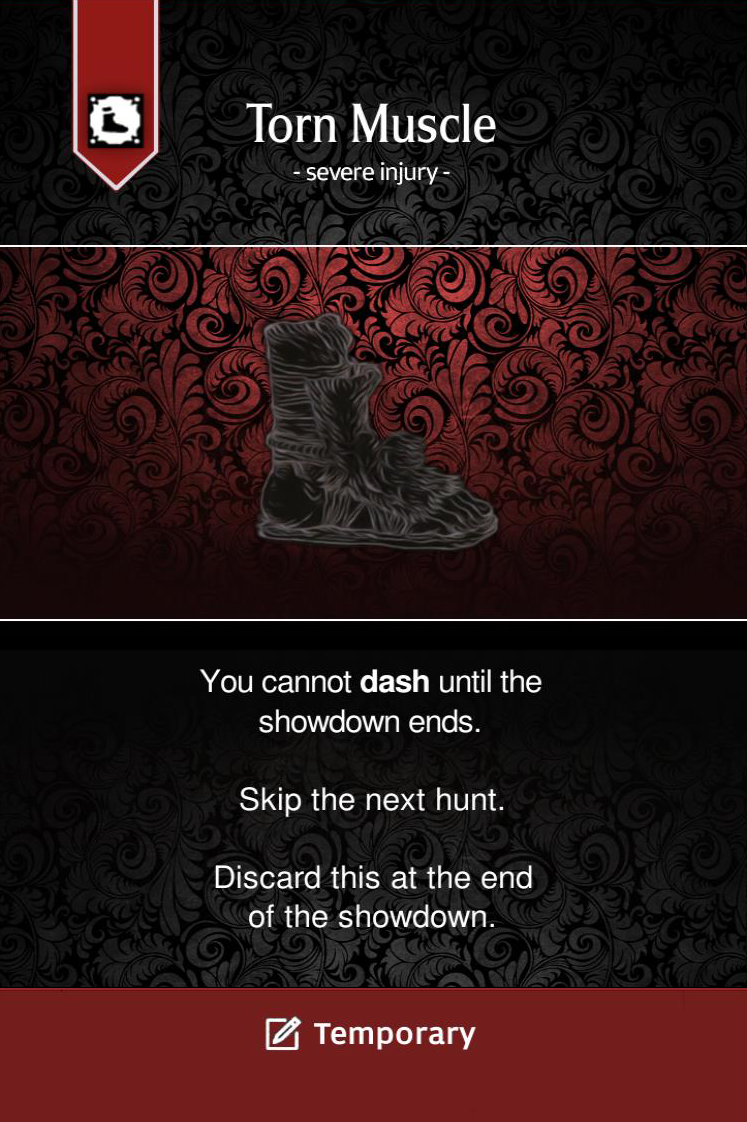 Torn Muscle
- severe injury -
You cannot dash until the
showdown ends.
Skip the next hunt.
Discard this at the end
of the showdown.
Temporary